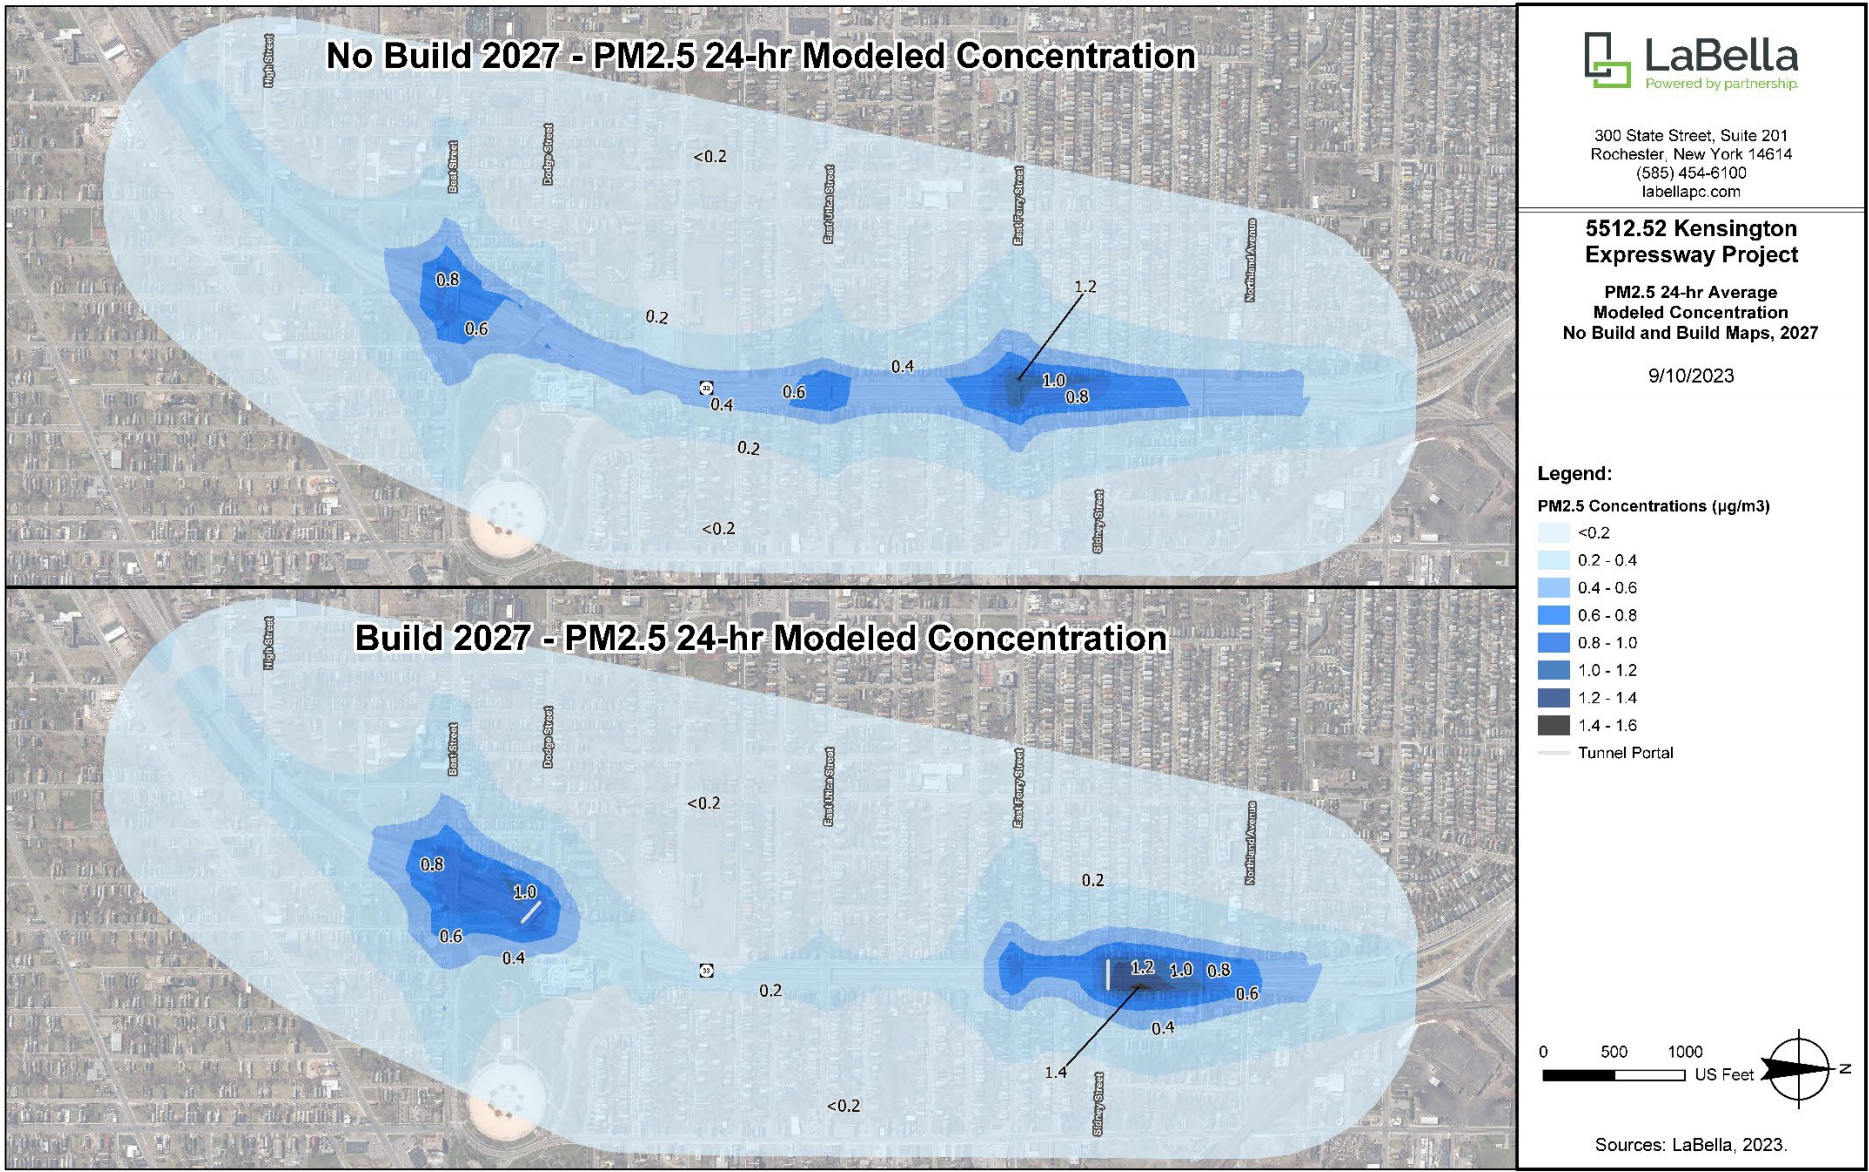 No Build 2027 - PM2.5 24-hr Modeled Concentration
High Street
Best Street
Dodge Street
East Utica Street
East Ferry Street
Northland Avenue
Sidney Street
<0.2
0.8
0.6
0.2
1.2
0.4
0.6
33
0.4
1.0
0.8
0.2
<0.2
Build 2027 - PM2.5 24-hr Modeled Concentration
High Street
Best Street
Dodge Street
East Utica Street
East Ferry Street
Northland Avenue
Sidney Street
<0.2
0.8
1.0
0.6
0.4
0.2
33
0.2
1.2
1.0
0.8
0.6
0.4
1.4
<0.2
LaBella
Powered by partnership.
300 State Street, Suite 201
Rochester, New York 14614
(585) 454-6100
labellapc.com
5512.52 Kensington
Expressway Project
PM2.5 24-hr Average
Modeled Concentration
No Build and Build Maps, 2027
9/10/2023
Legend:
PM2.5 Concentrations (µg/m3)
<0.2
0.2 - 0.4
0.4 - 0.6
0.6 - 0.8
0.8 - 1.0
1.0 - 1.2
1.2 - 1.4
1.4 - 1.6
Tunnel Portal
0 500 1000
US Feet
N
Sources: LaBella, 2023.